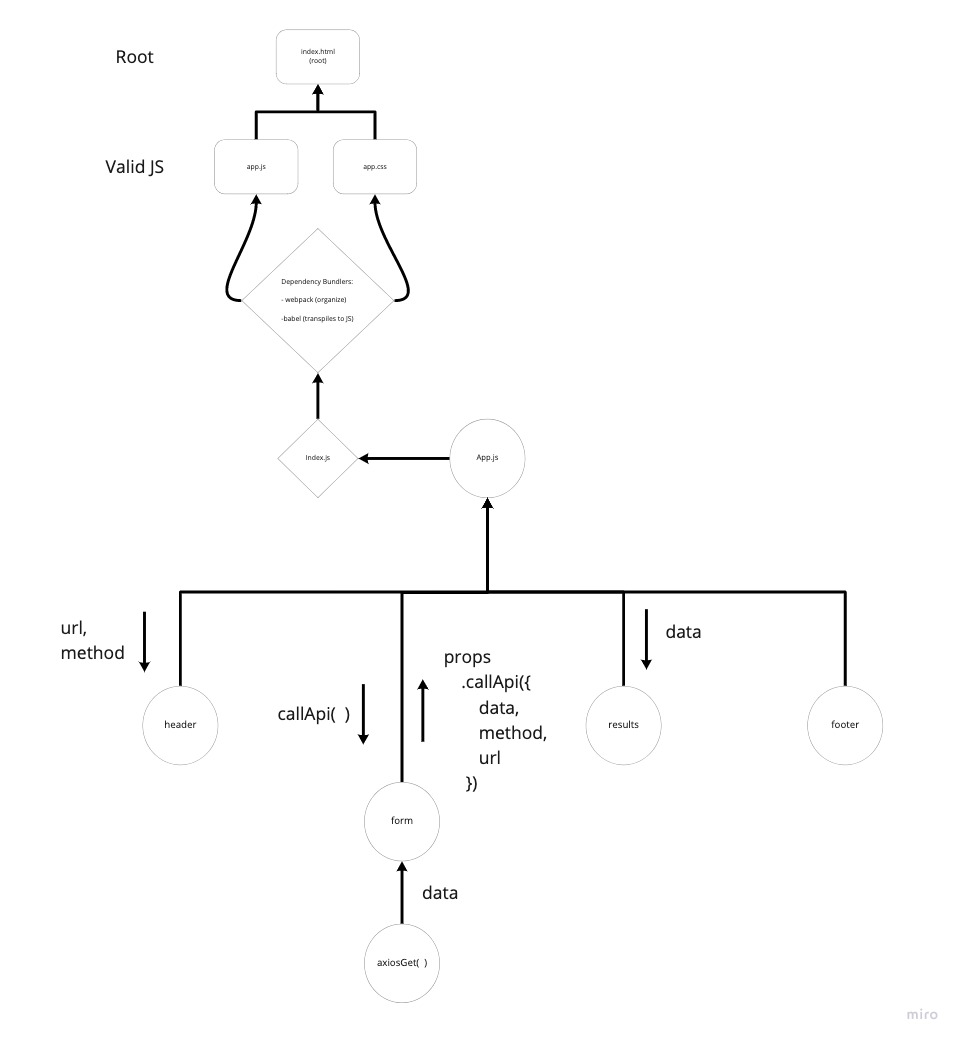 Root
index.html
(root)
Valid JS
app.js
app.css
Dependency Bundlers:
- webpack (organize)
-babel (transpiles to JS)
Index.js
App.js
url,
method
callApi(  )
props
.callApi({
data,
method,
url
})
data
header
results
footer
form
data
axiosGet(  )
miro